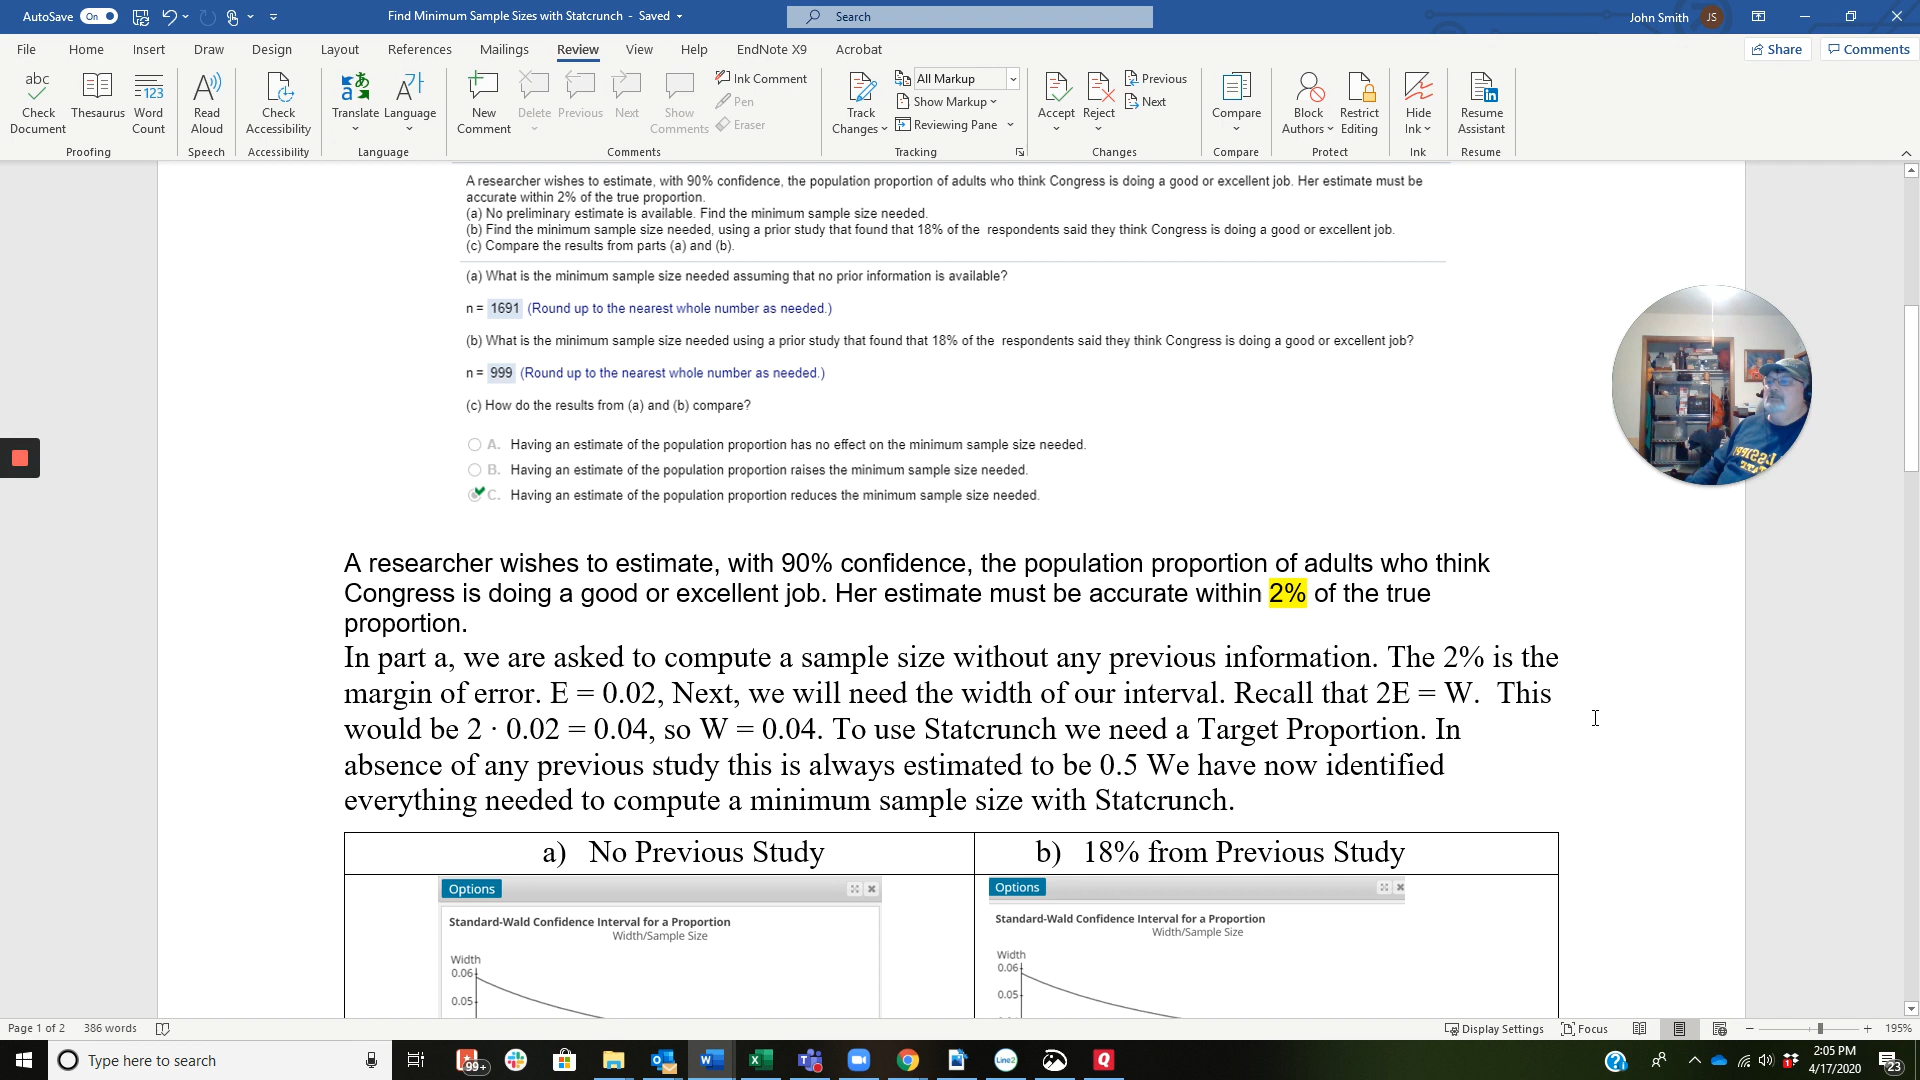 AutoSave On Find Minimum Sample Sizes with Statcrunch - Saved Search John Smith JS
File Home Insert Draw Design Layout References Mailings Review View Help EndNote X9 Acrobat Share Comments
abc Check Document Thesaurus 123 Word Count Read Aloud Check Accessibility Translate Language New Comment Delete Previous Next Show Comments Ink Comment Pen Eraser Track Changes All Markup Show Markup Reviewing Pane Accept Reject Previous Next Compare Block Authors Restrict Editing Hide Ink Resume Assistant
Proofing Speech Accessibility Language Comments Tracking Changes Compare Protect Ink Resume
A researcher wishes to estimate, with 90% confidence, the population proportion of adults who think Congress is doing a good or excellent job. Her estimate must be
accurate within 2% of the true proportion.
(a) No preliminary estimate is available. Find the minimum sample size needed.
(b) Find the minimum sample size needed, using a prior study that found that 18% of the respondents said they think Congress is doing a good or excellent job.
(c) Compare the results from parts (a) and (b).
(a) What is the minimum sample size needed assuming that no prior information is available?
n = 1691 (Round up to the nearest whole number as needed.)
(b) What is the minimum sample size needed using a prior study that found that 18% of the respondents said they think Congress is doing a good or excellent job?
n = 999 (Round up to the nearest whole number as needed.)
(c) How do the results from (a) and (b) compare?
A. Having an estimate of the population proportion has no effect on the minimum sample size needed.
B. Having an estimate of the population proportion raises the minimum sample size needed.
C. Having an estimate of the population proportion reduces the minimum sample size needed.
A researcher wishes to estimate, with 90% confidence, the population proportion of adults who think
Congress is doing a good or excellent job. Her estimate must be accurate within 2% of the true
proportion.
In part a, we are asked to compute a sample size without any previous information. The 2% is the
margin of error. E = 0.02, Next, we will need the width of our interval. Recall that 2E = W. This
would be 2 · 0.02 = 0.04, so W = 0.04. To use Statcrunch we need a Target Proportion. In
absence of any previous study this is always estimated to be 0.5 We have now identified
everything needed to compute a minimum sample size with Statcrunch.
a) No Previous Study b) 18% from Previous Study
Options Options
Standard-Wald Confidence Interval for a Proportion Standard-Wald Confidence Interval for a Proportion
Width/Sample Size Width/Sample Size
Width Width
0.06 0.06
0.05 0.05
Page 1 of 2 386 words Display Settings Focus 195%
Type here to search 99+ Line2 2:05 PM
4/17/2020 23